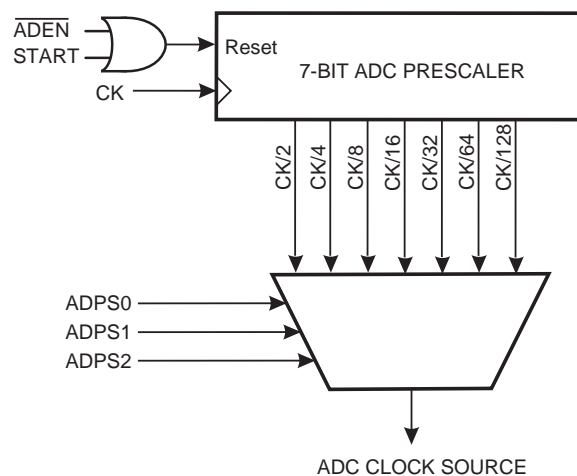 ADEN
START
Reset
7-BIT ADC PRESCALER
CK
CK/2
CK/4
CK/8
CK/16
CK/32
CK/64
CK/128
ADPS0
ADPS1
ADPS2
ADC CLOCK SOURCE